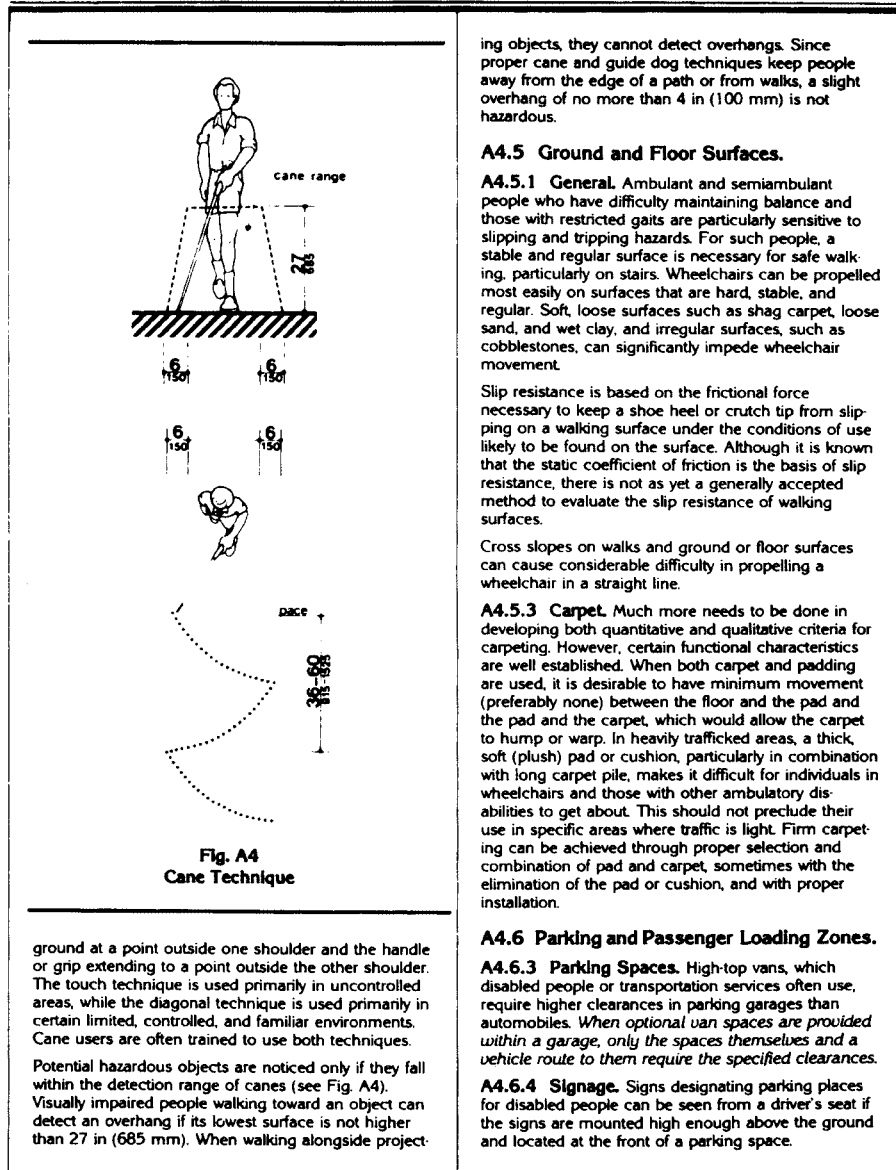 cane range
27
685
6
150
6
150
6
150
6
150
pace
36–60
915-1525
Fig. A4
Cane Technique
ground at a point outside one shoulder and the handle
or grip extending to a point outside the other shoulder.
The touch technique is used primarily in uncontrolled
areas, while the diagonal technique is used primarily in
certain limited, controlled, and familiar environments.
Cane users are often trained to use both techniques.
Potential hazardous objects are noticed only if they fall
within the detection range of canes (see Fig. A4).
Visually impaired people walking toward an object can
detect an overhang if its lowest surface is not higher
than 27 in (685 mm). When walking alongside project-
ing objects, they cannot detect overhangs. Since
proper cane and guide dog techniques keep people
away from the edge of a path or from walks, a slight
overhang of no more than 4 in (100 mm) is not
hazardous.
A4.5 Ground and Floor Surfaces.
A4.5.1 General. Ambulant and semiambulant
people who have difficulty maintaining balance and
those with restricted gaits are particularly sensitive to
slipping and tripping hazards. For such people, a
stable and regular surface is necessary for safe walk-
ing, particularly on stairs. Wheelchairs can be propelled
most easily on surfaces that are hard, stable, and
regular. Soft, loose surfaces such as shag carpet, loose
sand, and wet clay, and irregular surfaces, such as
cobblestones, can significantly impede wheelchair
movement.
Slip resistance is based on the frictional force
necessary to keep a shoe heel or crutch tip from slip-
ping on a walking surface under the conditions of use
likely to be found on the surface. Although it is known
that the static coefficient of friction is the basis of slip
resistance, there is not as yet a generally accepted
method to evaluate the slip resistance of walking
surfaces.
Cross slopes on walks and ground or floor surfaces
can cause considerable difficulty in propelling a
wheelchair in a straight line.
A4.5.3 Carpet. Much more needs to be done in
developing both quantitative and qualitative criteria for
carpeting. However, certain functional characteristics
are well established. When both carpet and padding
are used, it is desirable to have minimum movement
(preferably none) between the floor and the pad and
the pad and the carpet, which would allow the carpet
to hump or warp. In heavily trafficked areas, a thick,
soft (plush) pad or cushion, particularly in combination
with long carpet pile, makes it difficult for individuals in
wheelchairs and those with other ambulatory dis-
abilities to get about. This should not preclude their
use in specific areas where traffic is light. Firm carpet-
ing can be achieved through proper selection and
combination of pad and carpet, sometimes with the
elimination of the pad or cushion, and with proper
installation.
A4.6 Parking and Passenger Loading Zones.
A4.6.3 Parking Spaces. High-top vans, which
disabled people or transportation services often use,
require higher clearances in parking garages than
automobiles. When optional van spaces are provided
within a garage, only the spaces themselves and a
vehicle route to them require the specified clearances.
A4.6.4 Signage. Signs designating parking places
for disabled people can be seen from a driver's seat if
the signs are mounted high enough above the ground
and located at the front of a parking space.